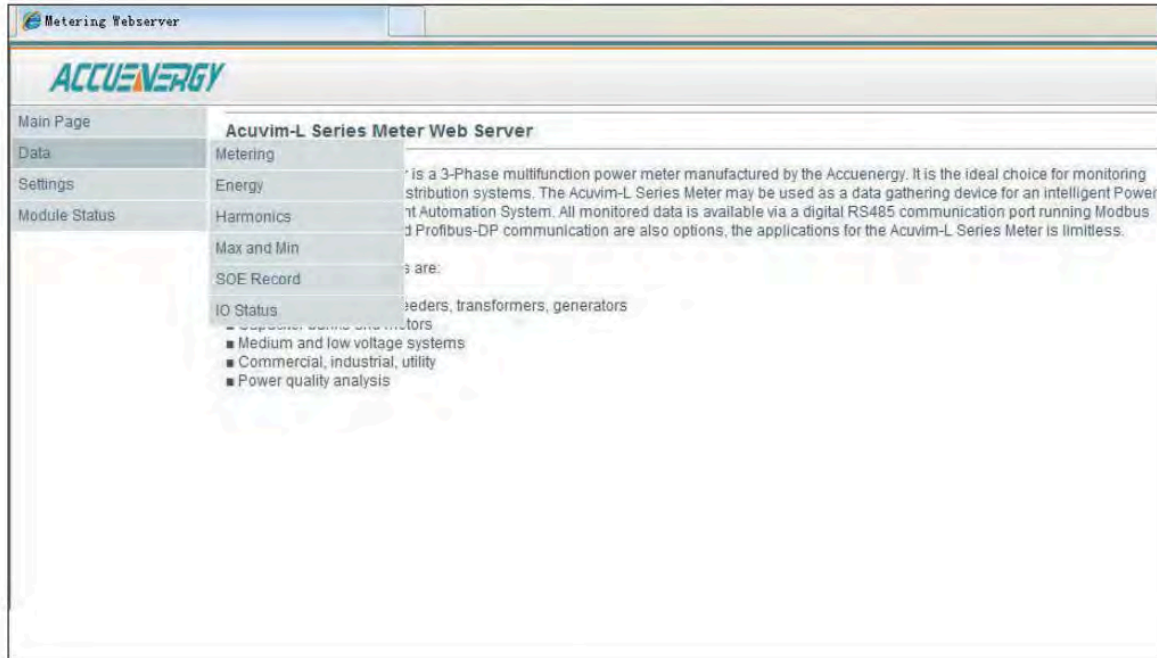 Metering Webserver
ACCUENERGY
Main Page
Data
Settings
Module Status
Metering
Energy
Harmonics
Max and Min
SOE Record
IO Status
Acuvim-L Series Meter Web Server
is a 3-Phase multifunction power meter manufactured by the Accuenergy. It is the ideal choice for monitoring
stribution systems. The Acuvim-L Series Meter may be used as a data gathering device for an intelligent Power
nt Automation System. All monitored data is available via a digital RS485 communication port running Modbus
d Profibus-DP communication are also options, the applications for the Acuvim-L Series Meter is limitless.
s are:
eeders, transformers, generators
tors
■ Medium and low voltage systems
■ Commercial, industrial, utility
■ Power quality analysis